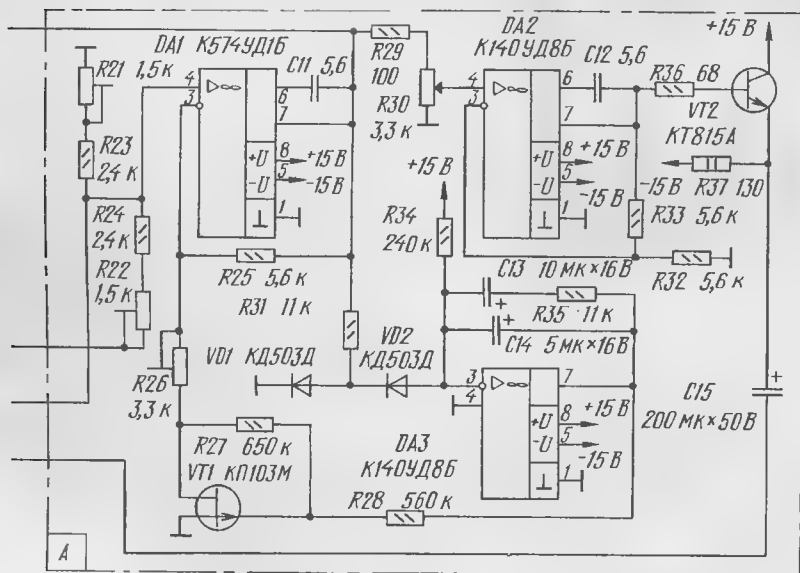 DA1 К574УД1Б
R21
1,5 к
4
3
C11 5,6
6
7
+U
8
+15 В
-U
5
-15 В
1
R29
100
R30
3,3 к
DA2
К140УД8Б
4
3
C12 5,6
6
7
+U
8
+15 В
-U
5
-15 В
1
+15 В
R36 68
VT2
КТ815А
-15 В
R37 130
R33 5,6 к
R32 5,6 к
R23
2,4 к
R24
2,4 к
R22
1,5 к
+15 В
R34
240 к
R25 5,6 к
R31 11 к
C13 10 мк×16В
+
R35 11 к
+
C14 5 мк×16В
VD1 КД503Д
VD2
КД503Д
R26
3,3 к
3
4
7
+U
8
+15 В
-U
5
-15 В
1
DA3
К140УД8Б
C15
+
200 мк×50 В
R27 650 к
VT1 КП103М
R28 560 к
А